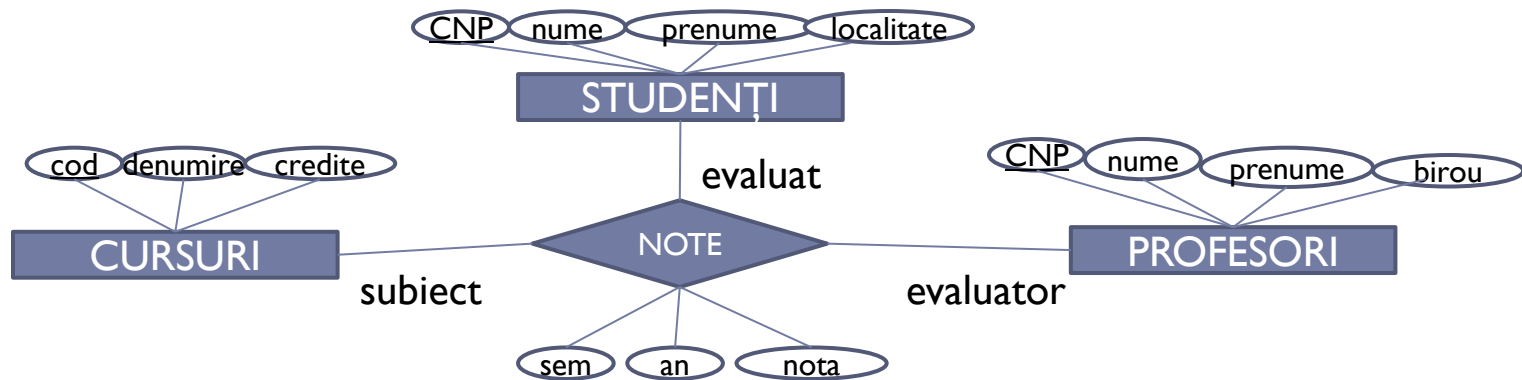 CNP nume prenume localitate
STUDENȚI
cod denumire credite
CNP nume prenume birou
evaluat
CURSURI
NOTE
PROFESORI
subiect
evaluator
sem an nota